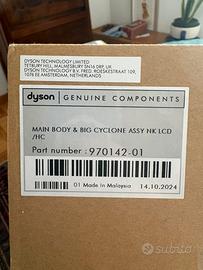 DYSON TECHNOLOGY LIMITED
TETBURY HILL, MALMESBURY SN16 0RP, UK
DYSON TECHNOLOGY B.V. FRED. ROESKESTRAAT 109,
1076 EE AMSTERDAM, NETHERLANDS
dyson GENUINE COMPONENTS
MAIN BODY & BIG CYCLONE ASSY NK LCD
/HC
Part number : 970142-01
01 Made in Malaysia 14.10.2024
subito